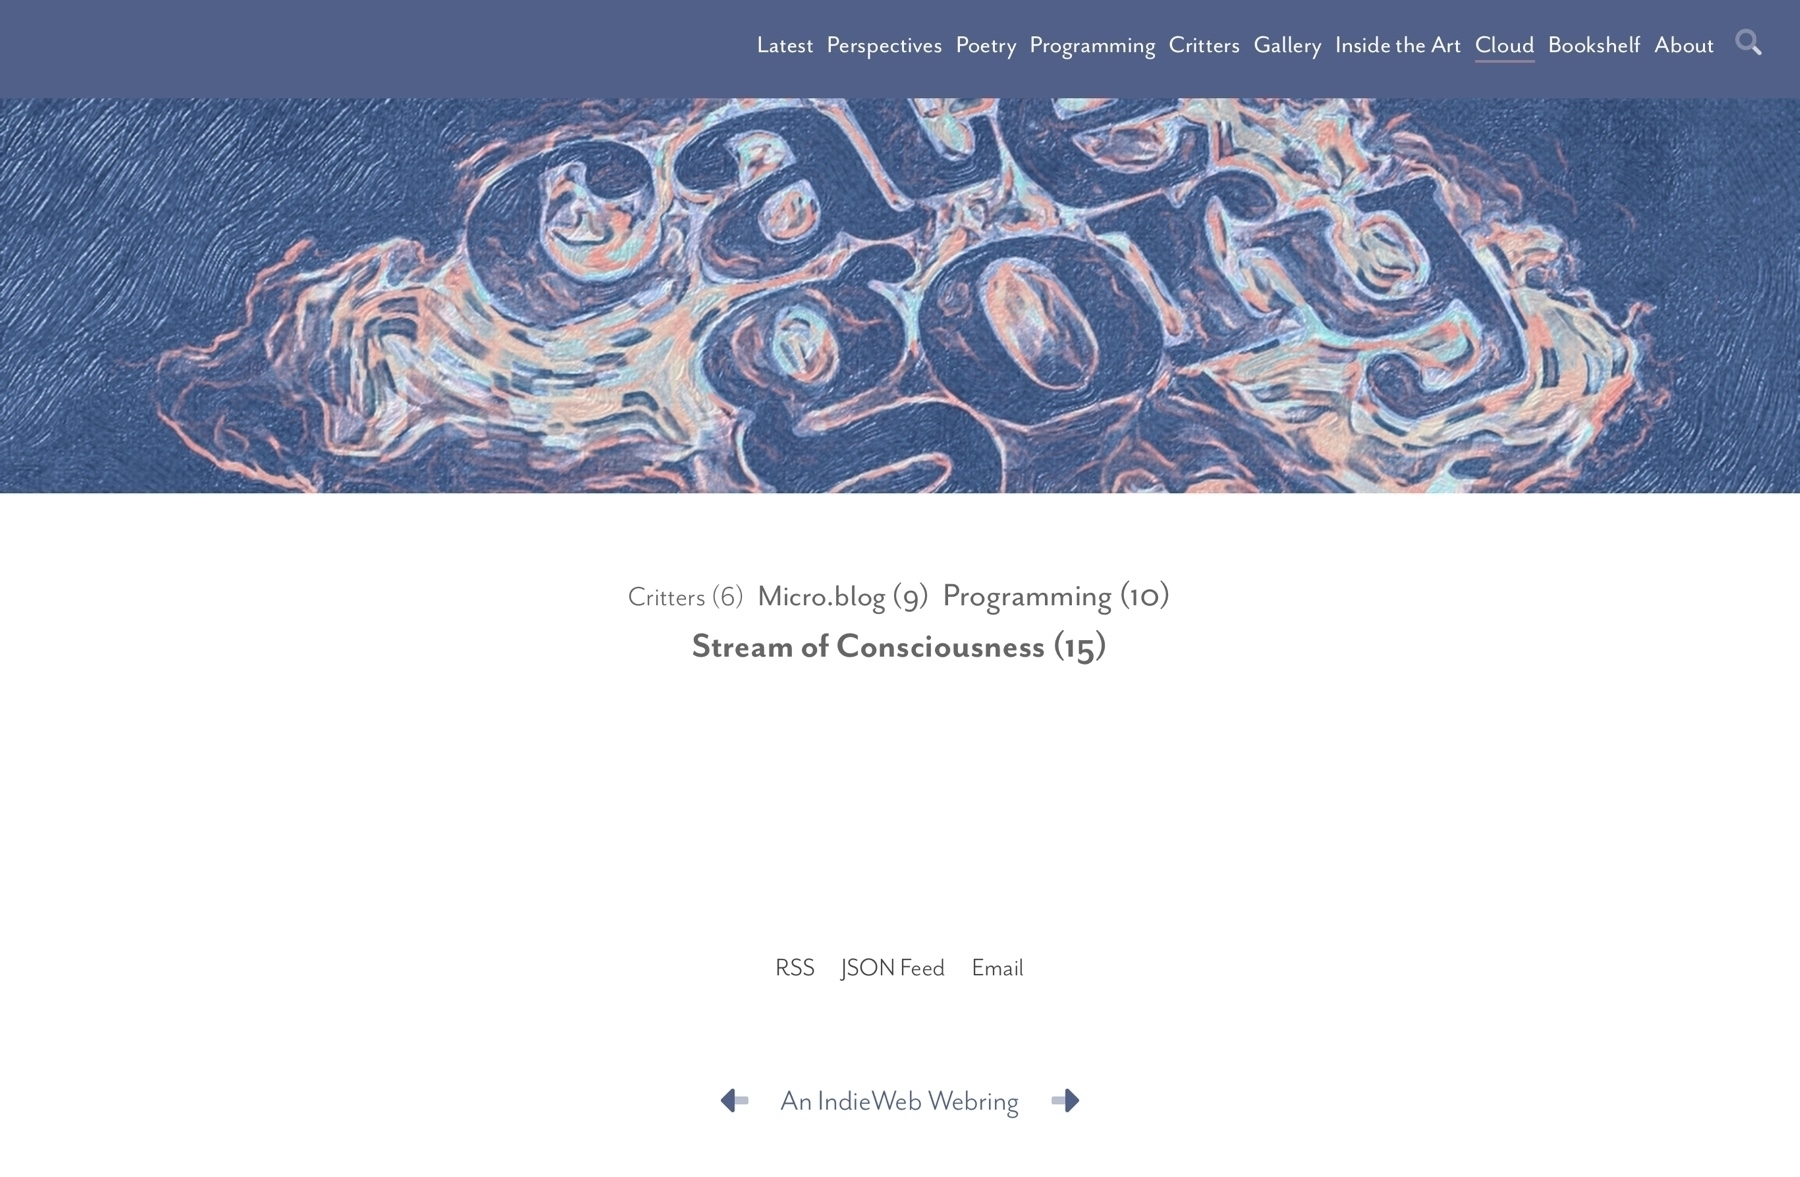 Latest Perspectives Poetry Programming Critters Gallery Inside the Art Cloud Bookshelf About
Critters (6) Micro.blog (9) Programming (10)
Stream of Consciousness (15)
RSS JSON Feed Email
An IndieWeb Webring